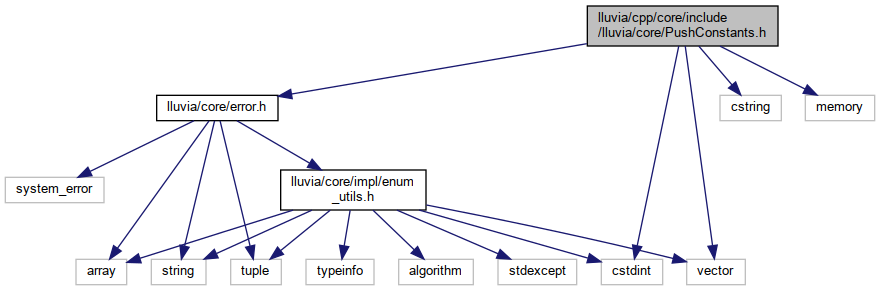 lluvia/cpp/core/include
/lluvia/core/PushConstants.h
lluvia/core/error.h
cstring
memory
system_error
lluvia/core/impl/enum
_utils.h
array
string
tuple
typeinfo
algorithm
stdexcept
cstdint
vector